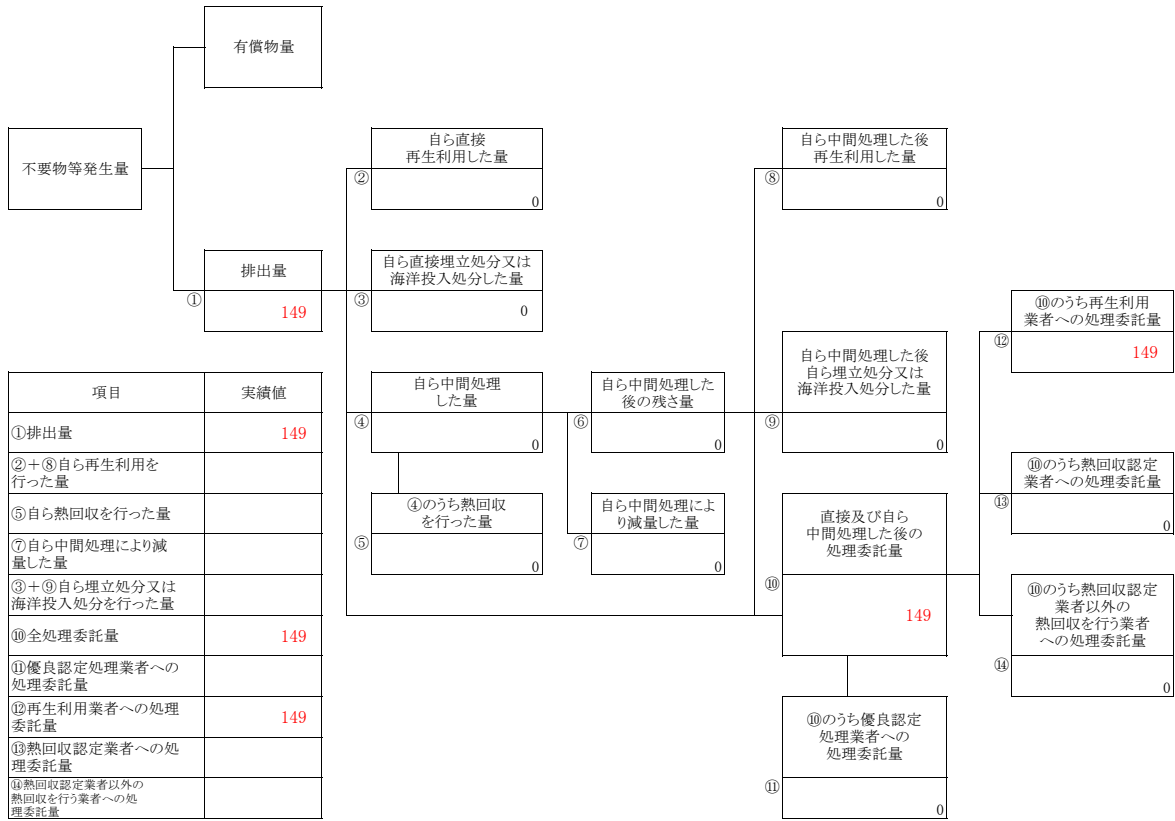 有償物量
不要物等発生量
自ら直接
再生利用した量
②
0
自ら中間処理した後
再生利用した量
⑧
0
排出量
①
149
自ら直接埋立処分又は
海洋投入処分した量
③
0
⑩のうち再生利用
業者への処理委託量
⑫
149
自ら中間処理
した量
④
0
自ら中間処理した
後の残さ量
⑥
0
自ら中間処理した後
自ら埋立処分又は
海洋投入処分した量
⑨
0
⑩のうち熱回収認定
業者への処理委託量
⑬
0
④のうち熱回収
を行った量
⑤
0
自ら中間処理によ
り減量した量
⑦
0
直接及び自ら
中間処理した後の
処理委託量
⑩
149
⑩のうち熱回収認定
業者以外の
熱回収を行う業者
への処理委託量
⑭
0
⑩のうち優良認定
処理業者への
処理委託量
⑪
0
項目 実績値
①排出量 149
②+⑧自ら再生利用を
行った量
⑤自ら熱回収を行った量
⑦自ら中間処理により減
量した量
③+⑨自ら埋立処分又は
海洋投入処分を行った量
⑩全処理委託量 149
⑪優良認定処理業者への
処理委託量
⑫再生利用業者への処理
委託量 149
⑬熱回収認定業者への処
理委託量
⑭熱回収認定業者以外の
熱回収を行う業者への処
理委託量